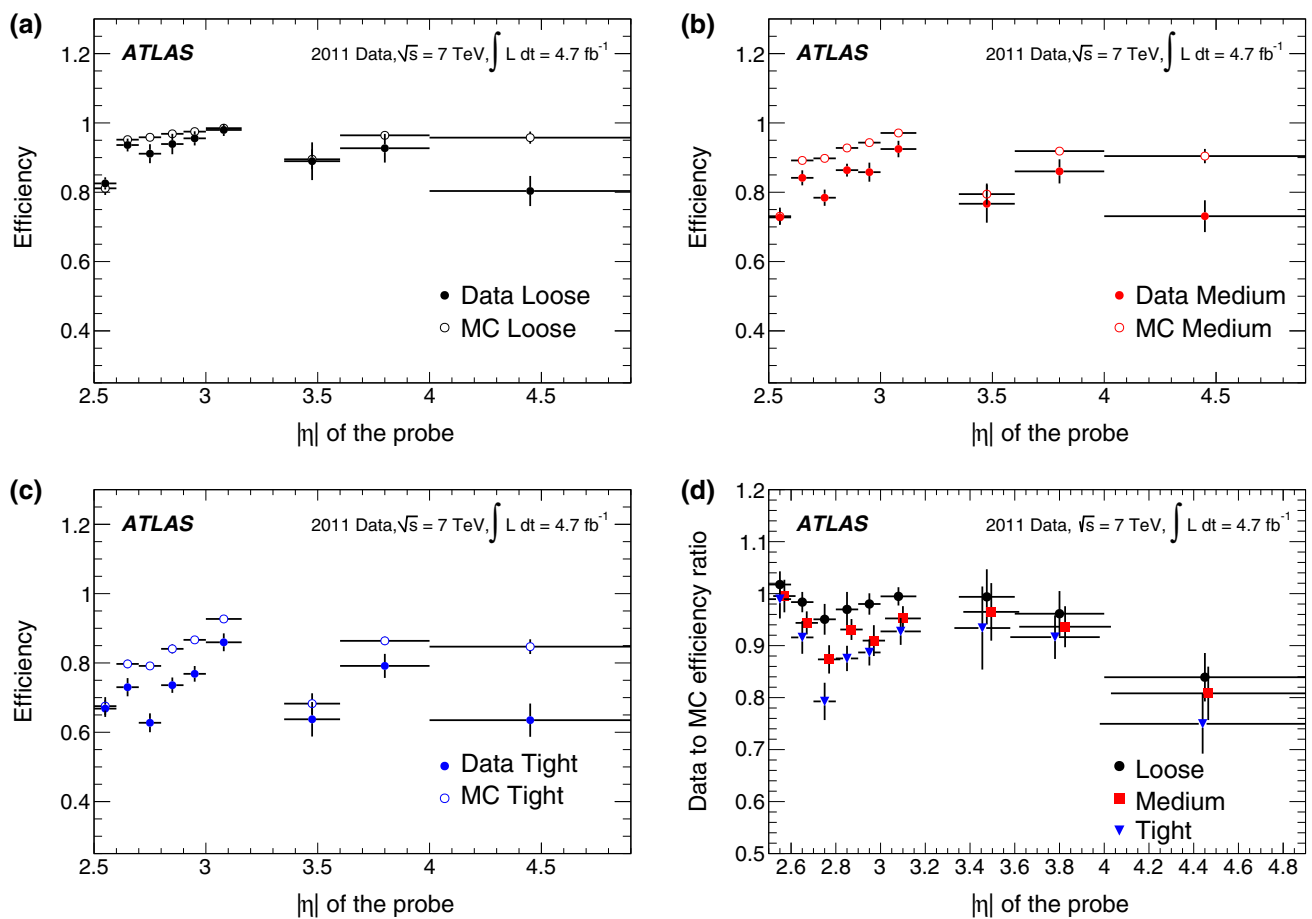 (a)
ATLAS 2011 Data,√s = 7 TeV,∫ L dt = 4.7 fb⁻¹
1.2
1
0.8
0.6
0.4
Efficiency
Data Loose
MC Loose
2.5 3 3.5 4 4.5
|η| of the probe
(b)
ATLAS 2011 Data,√s = 7 TeV,∫ L dt = 4.7 fb⁻¹
1.2
1
0.8
0.6
0.4
Efficiency
Data Medium
MC Medium
2.5 3 3.5 4 4.5
|η| of the probe
(c)
ATLAS 2011 Data,√s = 7 TeV,∫ L dt = 4.7 fb⁻¹
1.2
1
0.8
0.6
0.4
Efficiency
Data Tight
MC Tight
2.5 3 3.5 4 4.5
|η| of the probe
(d)
ATLAS 2011 Data, √s = 7 TeV,∫ L dt = 4.7 fb⁻¹
1.2
1.1
1
0.9
0.8
0.7
0.6
0.5
Data to MC efficiency ratio
Loose
Medium
Tight
2.6 2.8 3 3.2 3.4 3.6 3.8 4 4.2 4.4 4.6 4.8
|η| of the probe